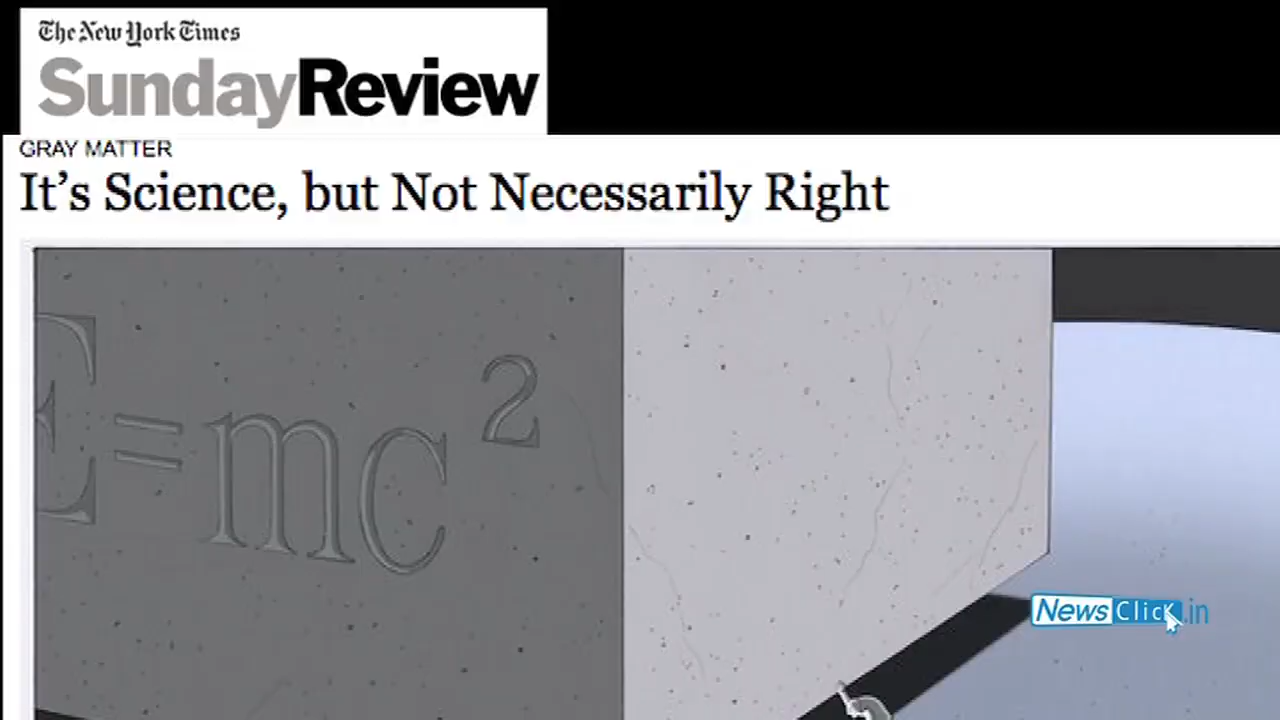 The New York Times
SundayReview
GRAY MATTER
It's Science, but Not Necessarily Right
E=mc²
NewsClick.in